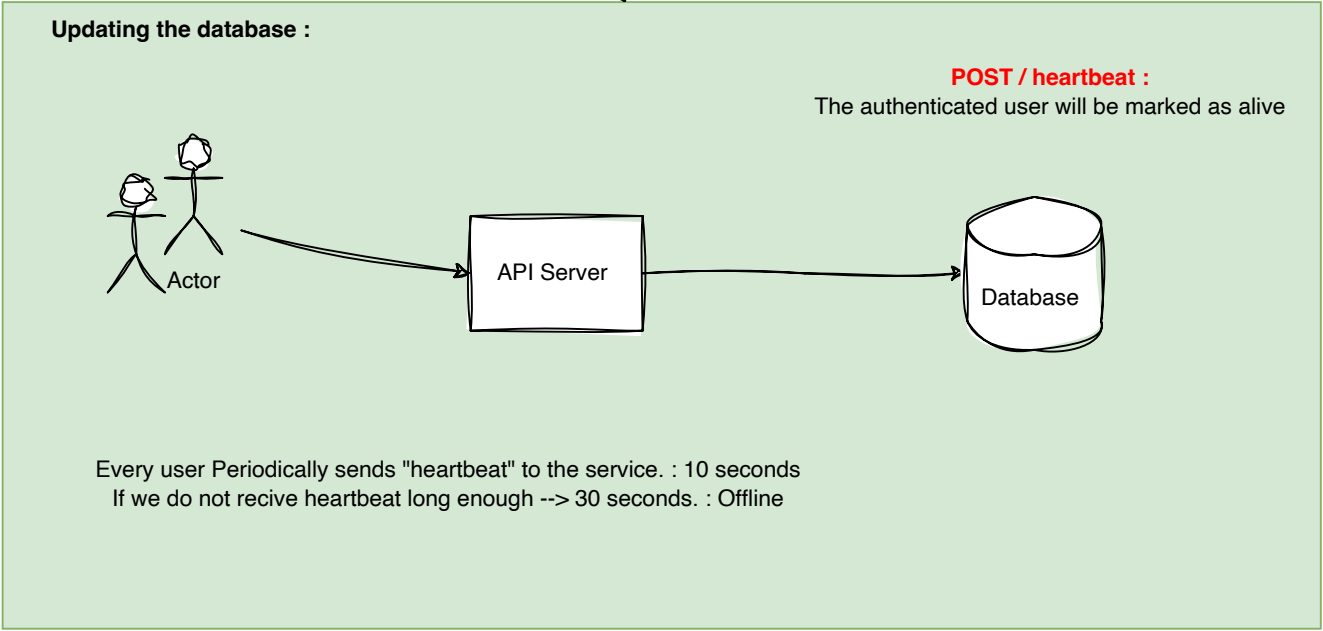 Updating the database :
POST / heartbeat :
The authenticated user will be marked as alive
Actor
API Server
Database
Every user Periodically sends "heartbeat" to the service. : 10 seconds
If we do not recive heartbeat long enough --> 30 seconds. : Offline